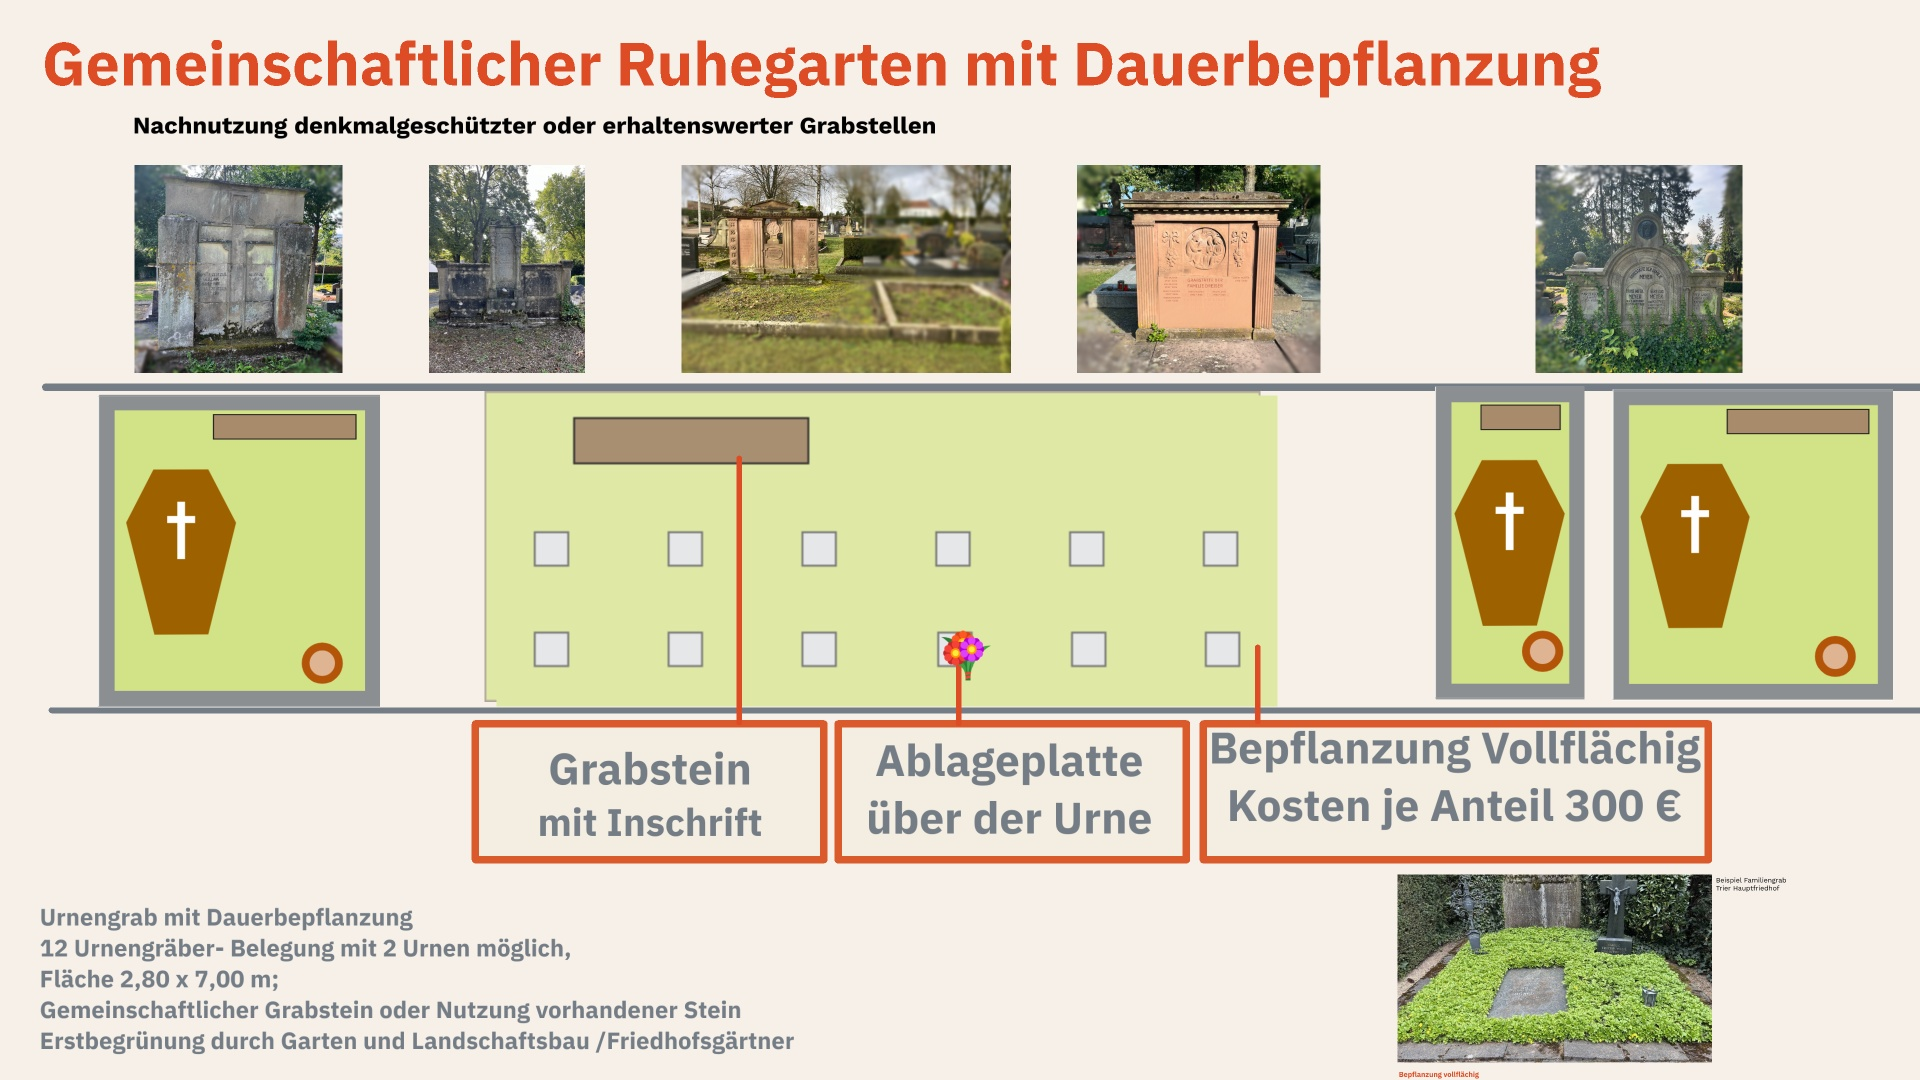 Gemeinschaftlicher Ruhegarten mit Dauerbepflanzung
Nachnutzung denkmalgeschützter oder erhaltenswerter Grabstellen
Grabstein
mit Inschrift
Ablageplatte
über der Urne
Bepflanzung Vollflächig
Kosten je Anteil 300 €
Beispiel Familiengrab
Trier Hauptfriedhof
Urnengrab mit Dauerbepflanzung
12 Urnengräber- Belegung mit 2 Urnen möglich,
Fläche 2,80 x 7,00 m;
Gemeinschaftlicher Grabstein oder Nutzung vorhandener Stein
Erstbegrünung durch Garten und Landschaftsbau /Friedhofsgärtner
Bepflanzung vollflächig